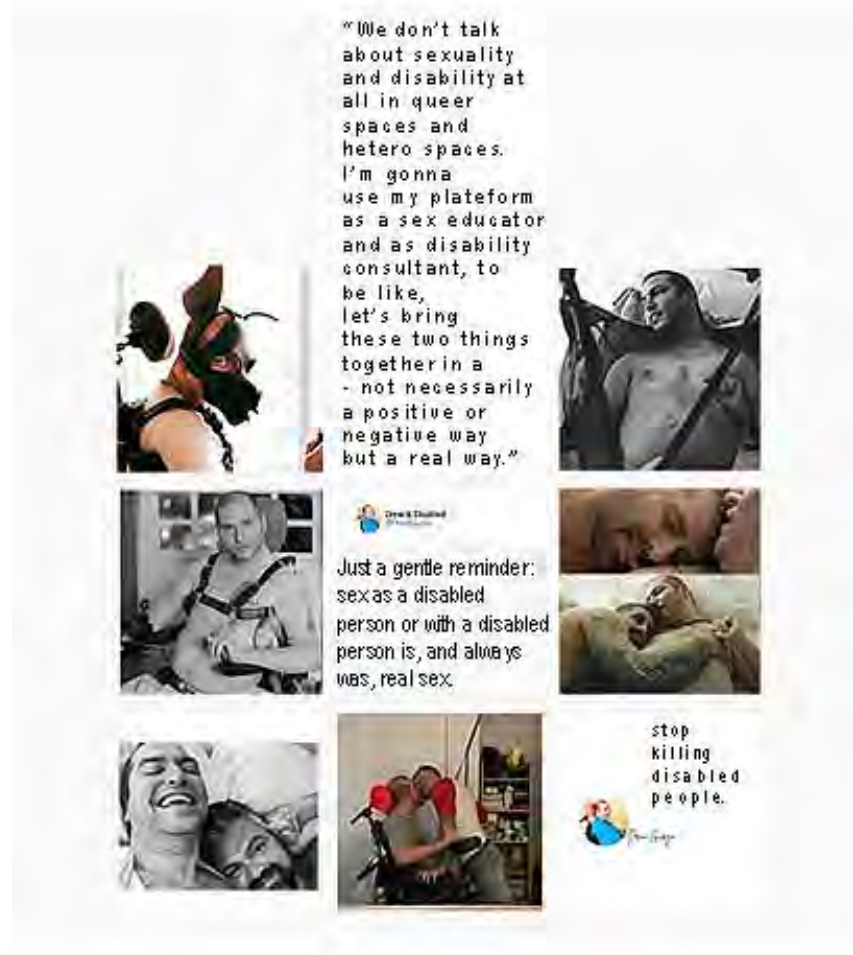 “We don't talk
about sexuality
and disability at
all in queer
spaces and
hetero spaces.
I'm gonna
use my plateform
as a sex educator
and as disability
consultant, to
be like,
let's bring
these two things
together in a
- not necessarily
a positive or
negative way
but a real way.”
Just a gentle reminder:
sex as a disabled
person or with a disabled
person is, and always
was, real sex.
stop
killing
disabled
people.